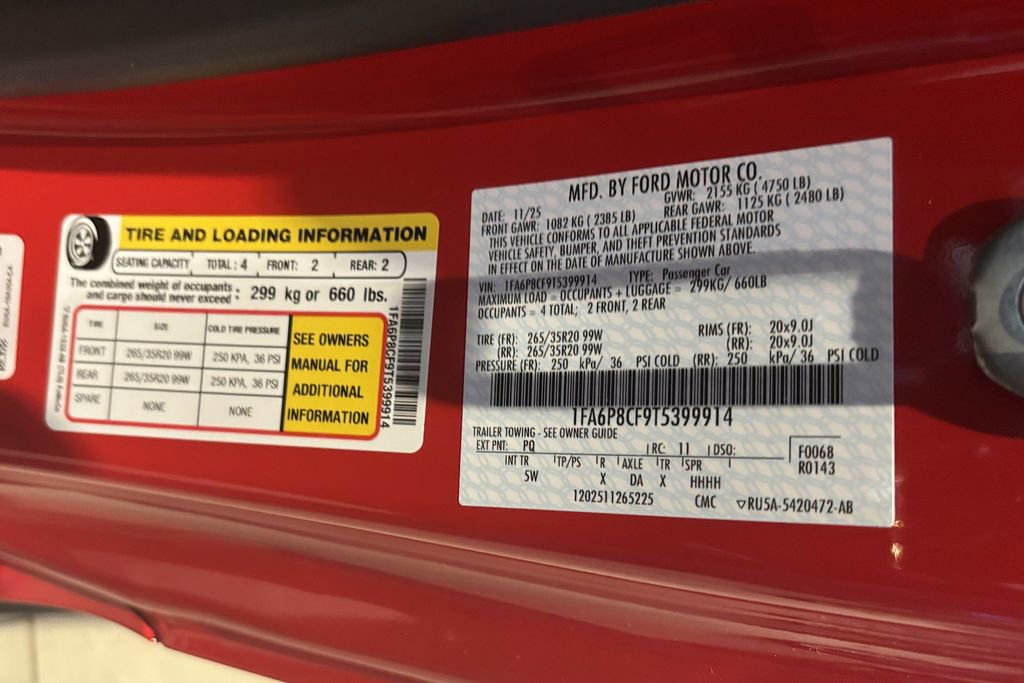 TIRE AND LOADING INFORMATION
SEATING CAPACITY TOTAL: 4 FRONT: 2 REAR: 2
The combined weight of occupants
and cargo should never exceed : 299 kg or 660 lbs.
TIRE SIZE COLD TIRE PRESSURE
FRONT 265/35R20 99W 250 KPA, 36 PSI
REAR 265/35R20 99W 250 KPA, 36 PSI
SPARE NONE NONE
SEE OWNERS
MANUAL FOR
ADDITIONAL
INFORMATION
1FA6P8CF9T5399914
MFD. BY FORD MOTOR CO.
DATE: 11/25 GVWR: 2155 KG ( 4750 LB)
FRONT GAWR: 1082 KG ( 2385 LB) REAR GAWR: 1125 KG ( 2480 LB)
THIS VEHICLE CONFORMS TO ALL APPLICABLE FEDERAL MOTOR
VEHICLE SAFETY, BUMPER, AND THEFT PREVENTION STANDARDS
IN EFFECT ON THE DATE OF MANUFACTURE SHOWN ABOVE.
VIN: 1FA6P8CF9T5399914 TYPE: Passenger Car
MAXIMUM LOAD = OCCUPANTS + LUGGAGE = 299KG/ 660LB
OCCUPANTS = 4 TOTAL; 2 FRONT, 2 REAR
TIRE (FR): 265/35R20 99W RIMS (FR): 20x9.0J
(RR): 265/35R20 99W (RR): 20x9.0J
PRESSURE (FR): 250 kPa/ 36 PSI COLD (RR): 250 kPa/ 36 PSI COLD
1FA6P8CF9T5399914
TRAILER TOWING - SEE OWNER GUIDE
EXT PNT: PQ RC: 11 DSO: F0068
R0143
INT TR TP/PS R AXLE TR SPR
5W X DA X HHHH
1202511265225 CMC ▽RU5A-5420472-AB